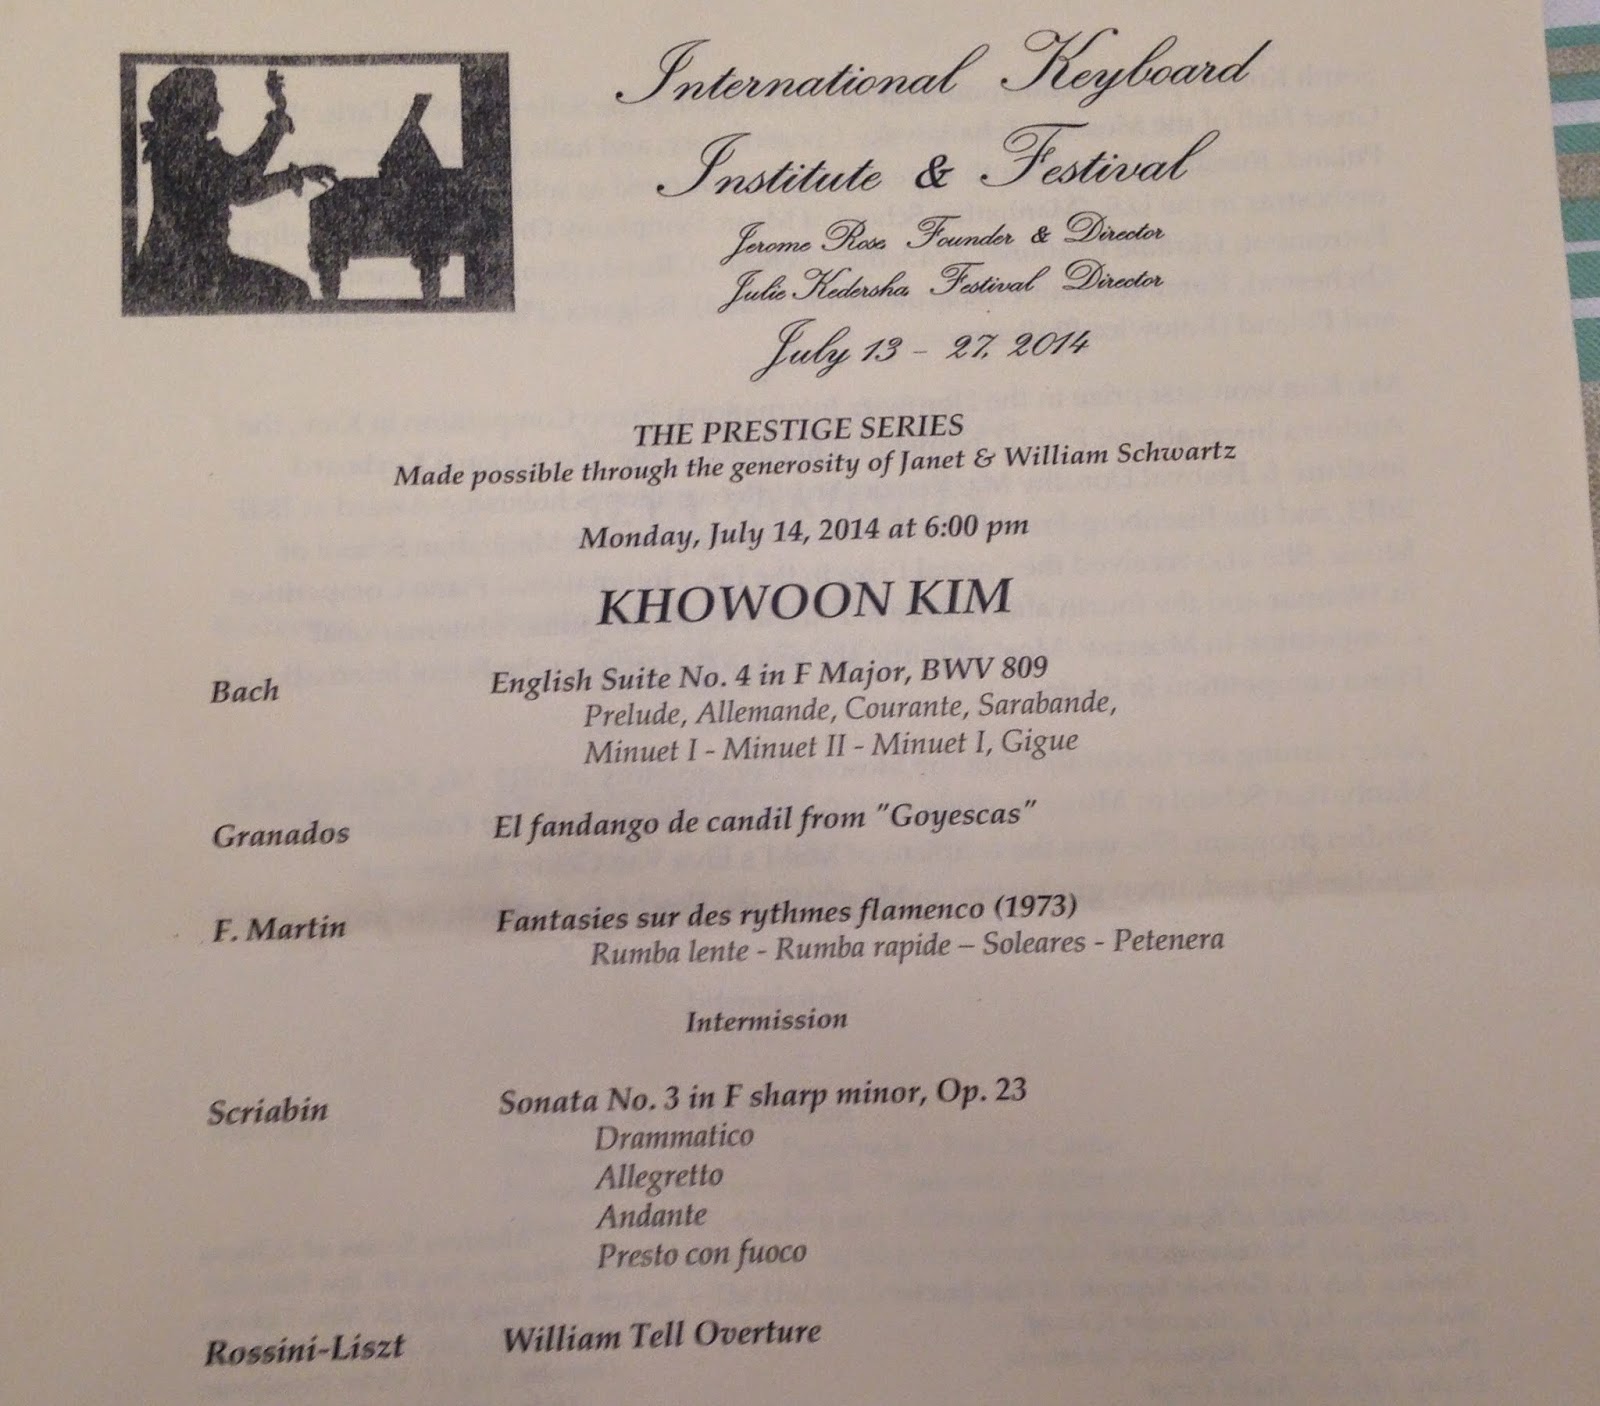 International Keyboard
Institute & Festival
Jerome Rose, Founder & Director
Julie Kedersha, Festival Director
July 13 - 27, 2014
THE PRESTIGE SERIES
Made possible through the generosity of Janet & William Schwartz
Monday, July 14, 2014 at 6:00 pm
KHOWOON KIM
Bach English Suite No. 4 in F Major, BWV 809
Prelude, Allemande, Courante, Sarabande,
Minuet I - Minuet II - Minuet I, Gigue
Granados El fandango de candil from "Goyescas"
F. Martin Fantasies sur des rythmes flamenco (1973)
Rumba lente - Rumba rapide – Soleares - Petenera
Intermission
Scriabin Sonata No. 3 in F sharp minor, Op. 23
Drammatico
Allegretto
Andante
Presto con fuoco
Rossini-Liszt William Tell Overture